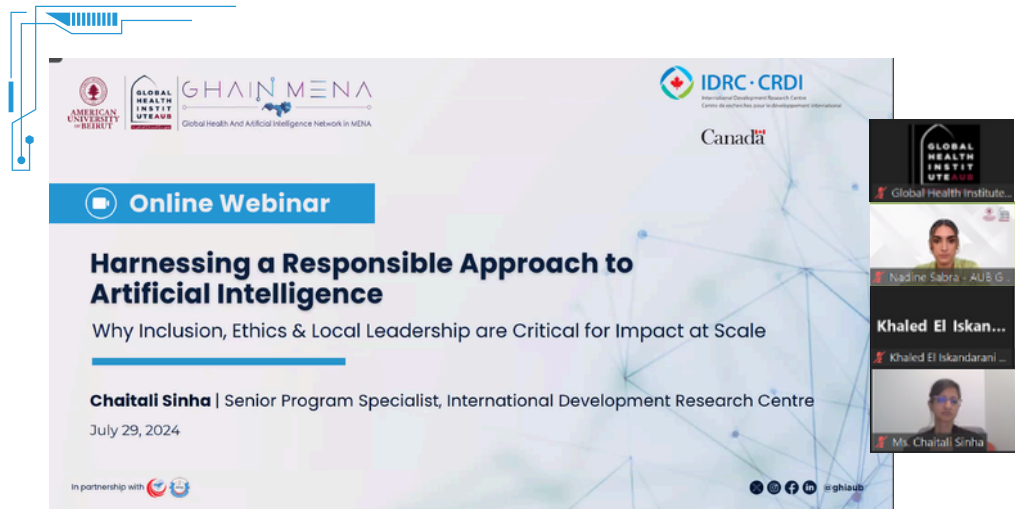 AMERICAN
UNIVERSITY
OF BEIRUT
GLOBAL
HEALTH
INSTIT
UTEAUB
GHAIN MENA
Global Health And Artificial Intelligence Network in MENA
IDRC · CRDI
International Development Research Centre
Centre de recherches pour le développement international
Canada
Online Webinar
Harnessing a Responsible Approach to
Artificial Intelligence
Why Inclusion, Ethics & Local Leadership are Critical for Impact at Scale
Chaitali Sinha | Senior Program Specialist, International Development Research Centre
July 29, 2024
In partnership with
@ghiaub
GLOBAL
HEALTH
INSTIT
UTEAUB
Global Health Institute...
Nadine Sabra - AUB G...
Khaled El Iskan...
Khaled El Iskandarani ...
Ms. Chaitali Sinha